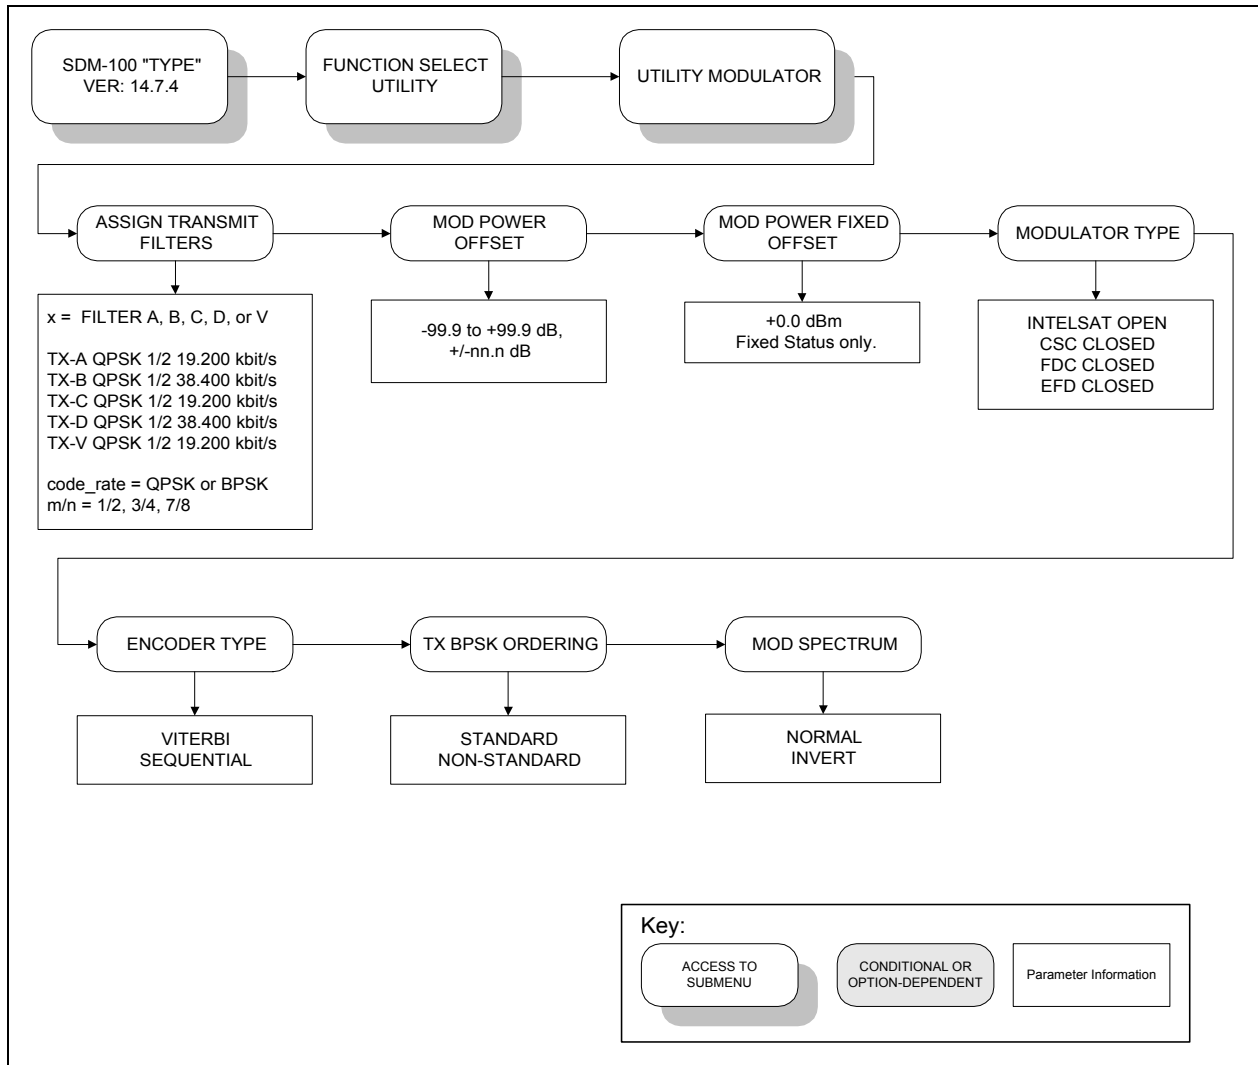 SDM-100 "TYPE"
VER: 14.7.4
FUNCTION SELECT
UTILITY
UTILITY MODULATOR
ASSIGN TRANSMIT
FILTERS
MOD POWER
OFFSET
MOD POWER FIXED
OFFSET
MODULATOR TYPE
x = FILTER A, B, C, D, or V
TX-A QPSK 1/2 19.200 kbit/s
TX-B QPSK 1/2 38.400 kbit/s
TX-C QPSK 1/2 19.200 kbit/s
TX-D QPSK 1/2 38.400 kbit/s
TX-V QPSK 1/2 19.200 kbit/s
code_rate = QPSK or BPSK
m/n = 1/2, 3/4, 7/8
-99.9 to +99.9 dB,
+/-nn.n dB
+0.0 dBm
Fixed Status only.
INTELSAT OPEN
CSC CLOSED
FDC CLOSED
EFD CLOSED
ENCODER TYPE
TX BPSK ORDERING
MOD SPECTRUM
VITERBI
SEQUENTIAL
STANDARD
NON-STANDARD
NORMAL
INVERT
Key:
ACCESS TO
SUBMENU
CONDITIONAL OR
OPTION-DEPENDENT
Parameter Information